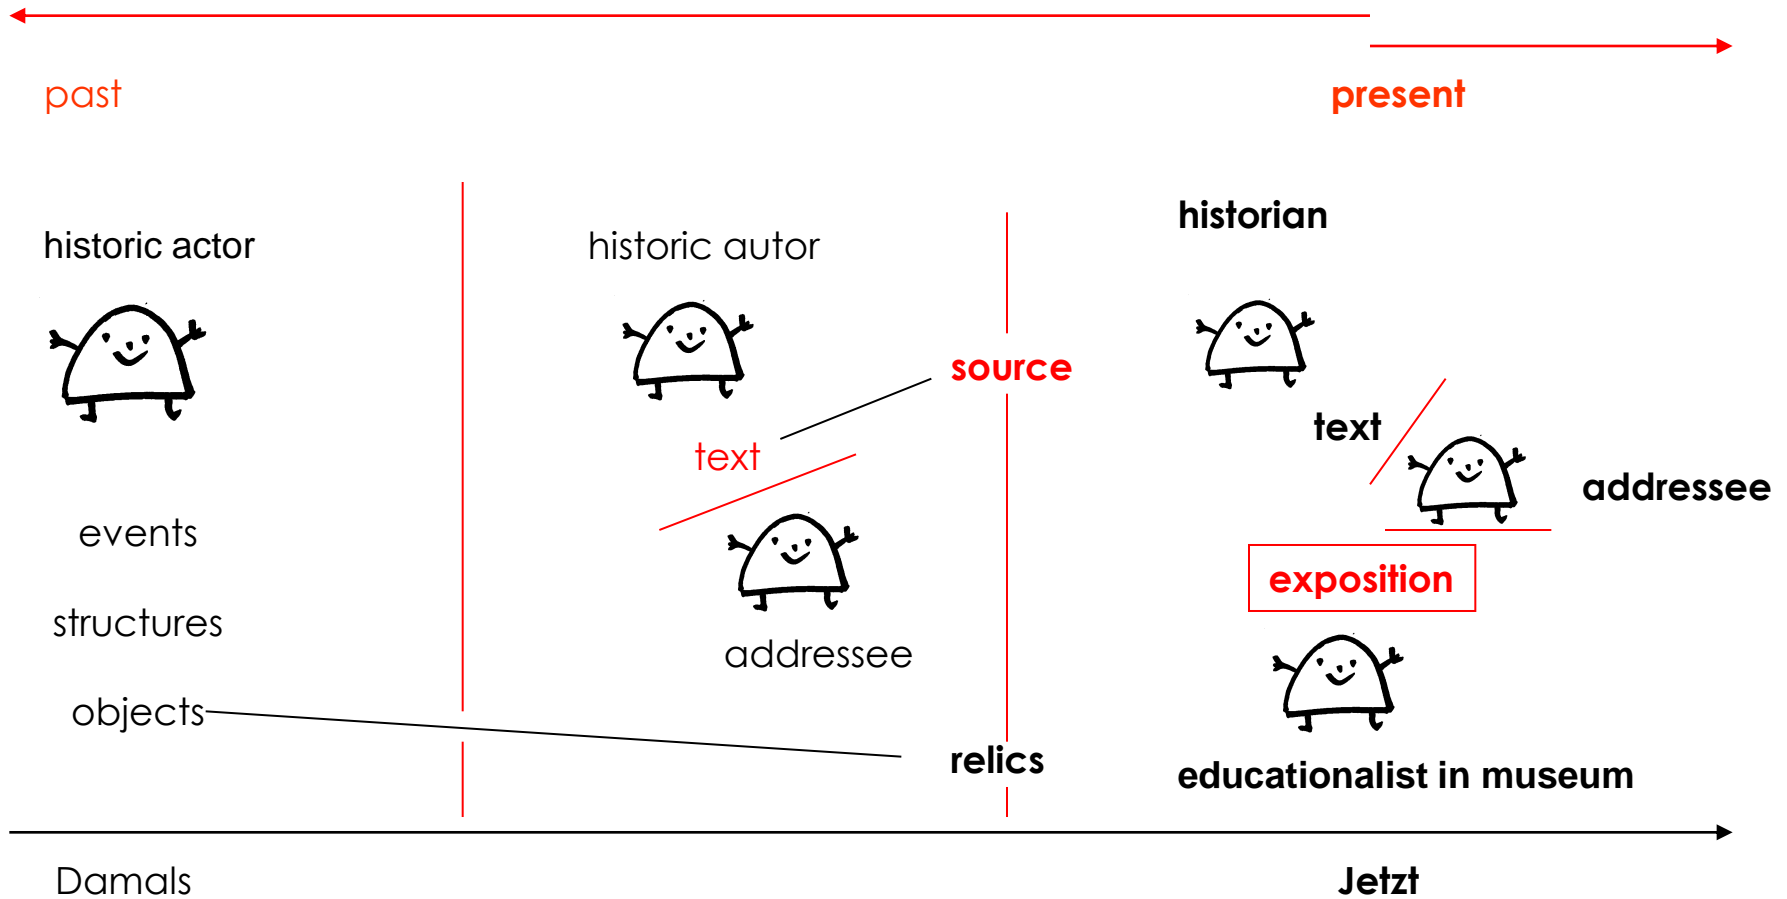 past
present
historic actor
historic autor
historian
source
text
text
addressee
events
exposition
structures
addressee
objects
relics
educationalist in museum
Damals
Jetzt